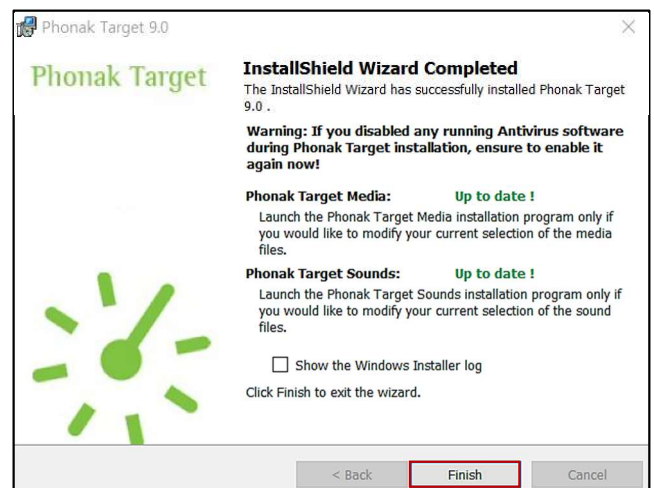 Phonak Target 9.0
Phonak Target
InstallShield Wizard Completed
The InstallShield Wizard has successfully installed Phonak Target
9.0 .
Warning: If you disabled any running Antivirus software
during Phonak Target installation, ensure to enable it
again now!
Phonak Target Media: Up to date !
Launch the Phonak Target Media installation program only if
you would like to modify your current selection of the media
files.
Phonak Target Sounds: Up to date !
Launch the Phonak Target Sounds installation program only if
you would like to modify your current selection of the sound
files.
Show the Windows Installer log
Click Finish to exit the wizard.
< Back Finish Cancel